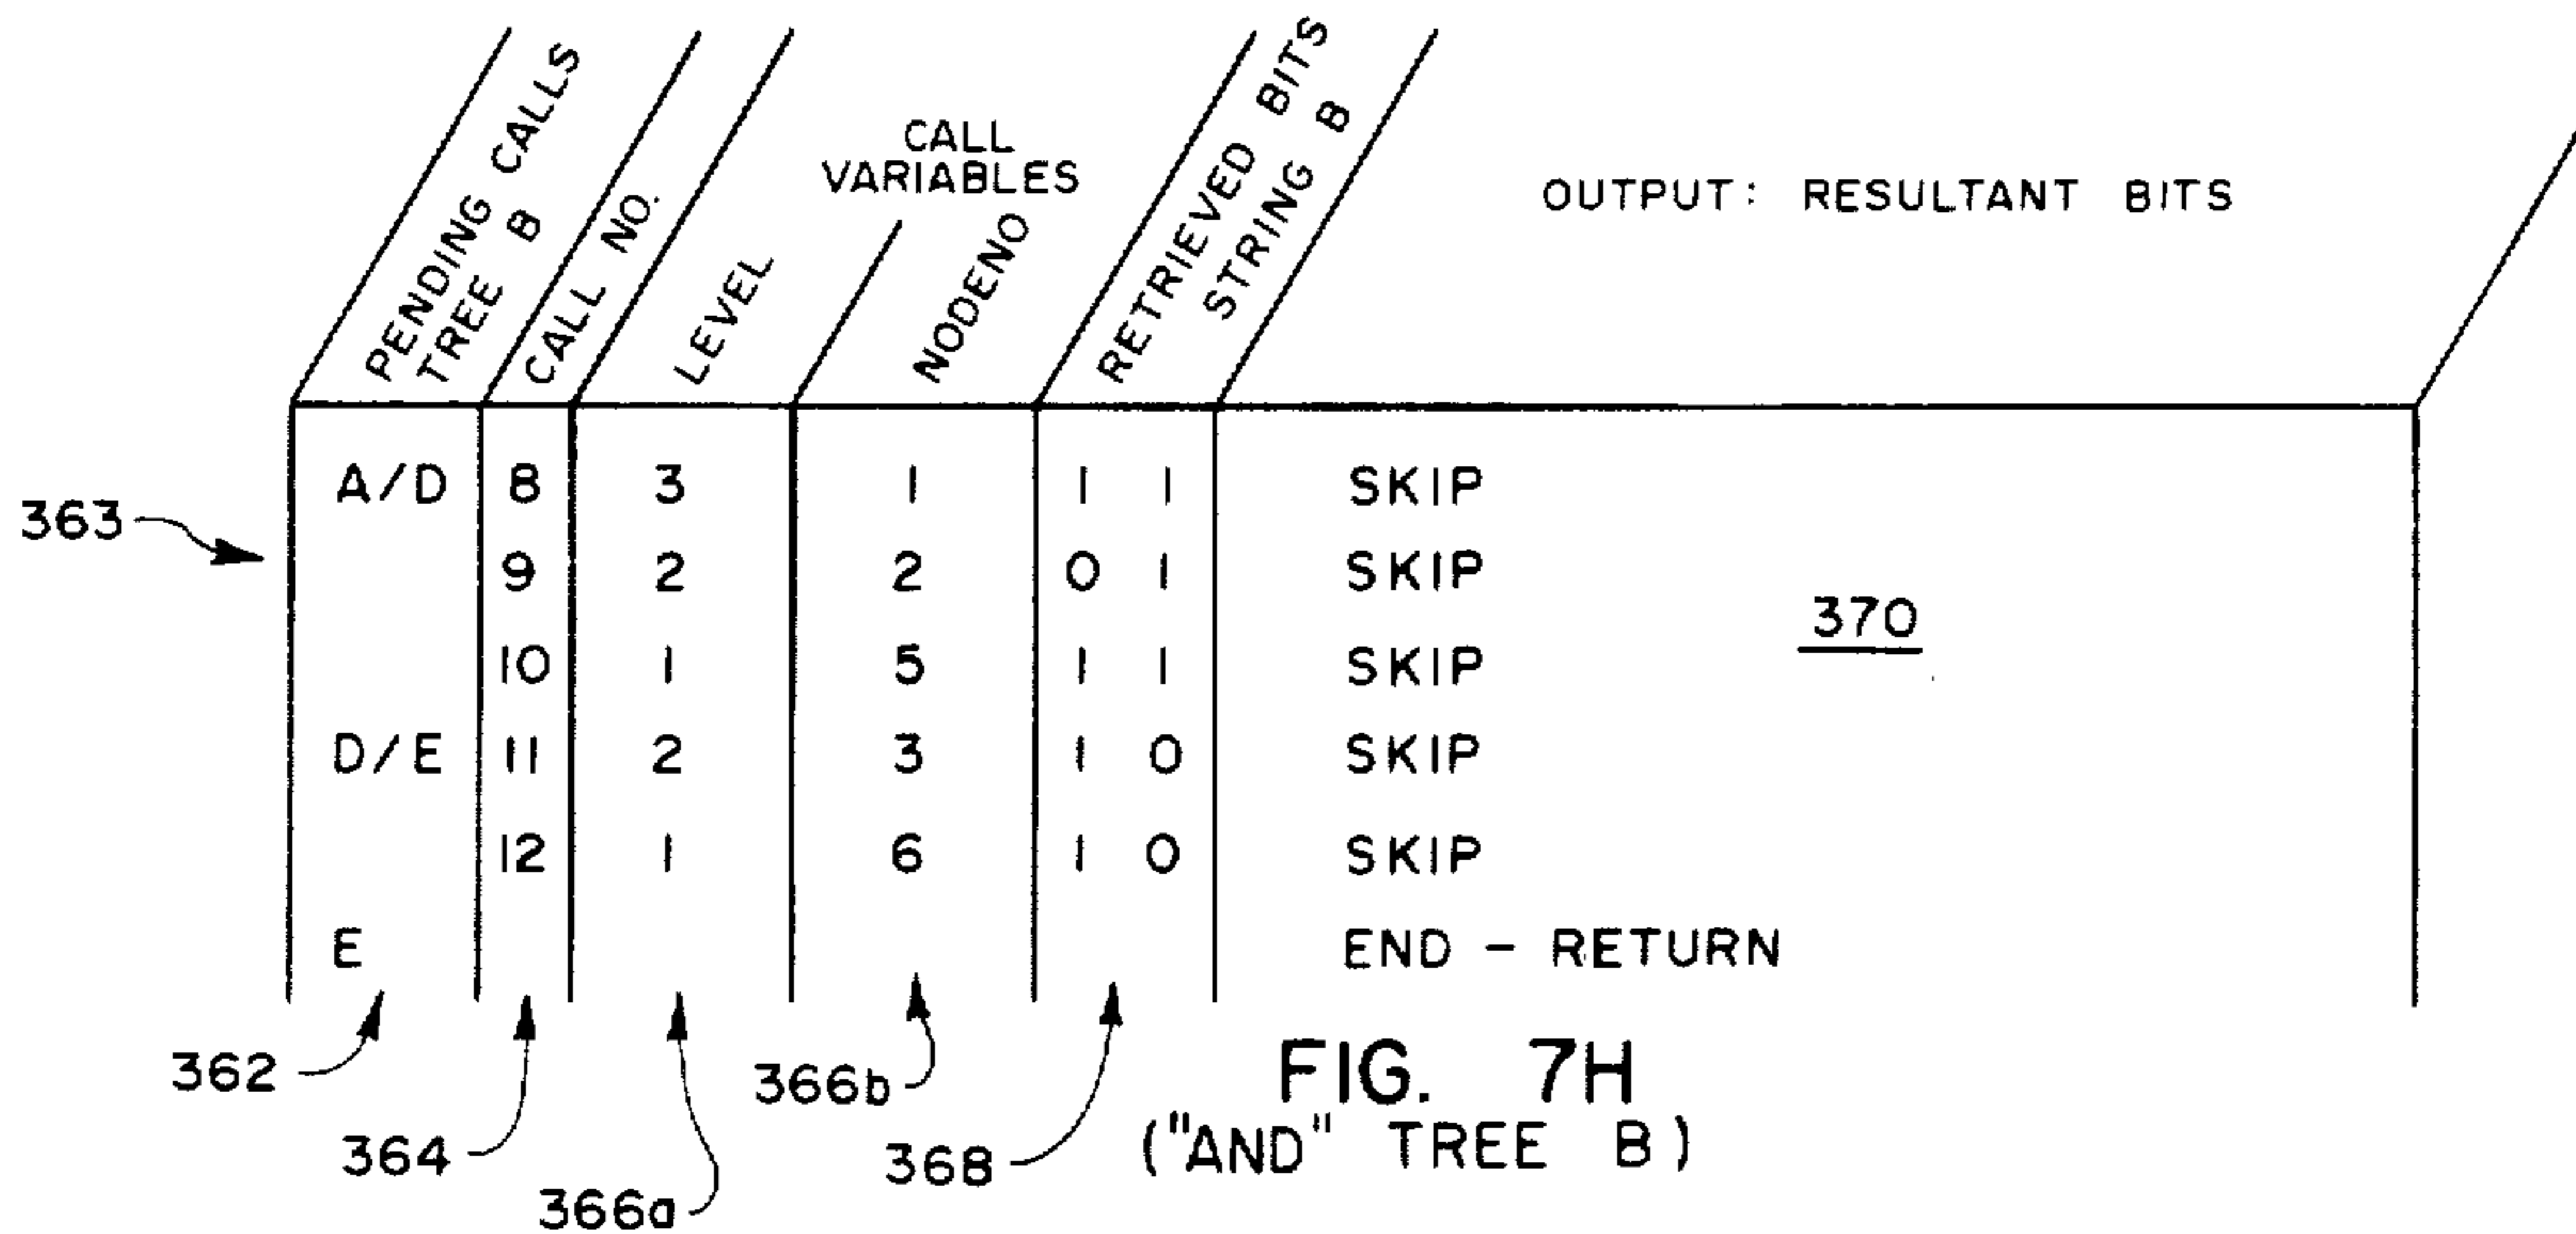 PENDING CALLS
TREE B
CALL NO.
LEVEL
CALL
VARIABLES
NODENO
RETRIEVED BITS
STRING B
OUTPUT: RESULTANT BITS
363
A/D 8 3 1 1 1 SKIP
9 2 2 0 1 SKIP
370
10 1 5 1 1 SKIP
D/E 11 2 3 1 0 SKIP
12 1 6 1 0 SKIP
E END - RETURN
362
364
366a
366b
368
FIG. 7H
("AND" TREE B)